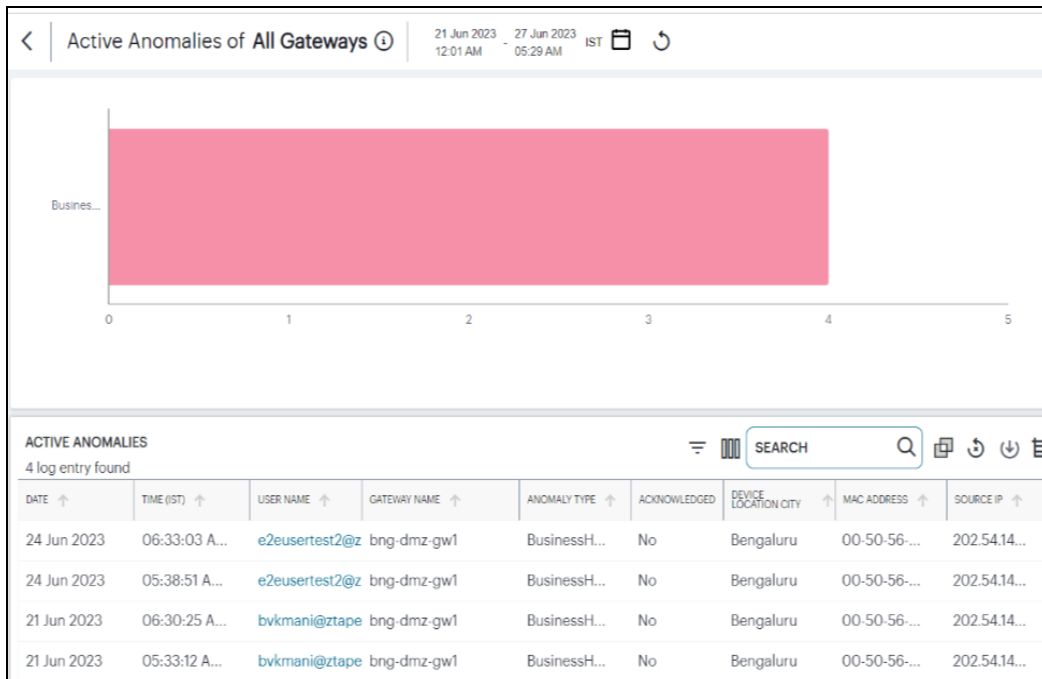 Active Anomalies of All Gateways
21 Jun 2023 - 27 Jun 2023 IST
12:01 AM 05:29 AM
Busines...
0 1 2 3 4 5
ACTIVE ANOMALIES
SEARCH
4 log entry found
DATE TIME (IST) USER NAME GATEWAY NAME ANOMALY TYPE ACKNOWLEDGED DEVICE LOCATION CITY MAC ADDRESS SOURCE IP
24 Jun 2023 06:33:03 A... e2eusertest2@z bng-dmz-gw1 BusinessH... No Bengaluru 00-50-56-... 202.54.14...
24 Jun 2023 05:38:51 A... e2eusertest2@z bng-dmz-gw1 BusinessH... No Bengaluru 00-50-56-... 202.54.14...
21 Jun 2023 06:30:25 A... bvkmani@ztape bng-dmz-gw1 BusinessH... No Bengaluru 00-50-56-... 202.54.14...
21 Jun 2023 05:33:12 A... bvkmani@ztape bng-dmz-gw1 BusinessH... No Bengaluru 00-50-56-... 202.54.14...